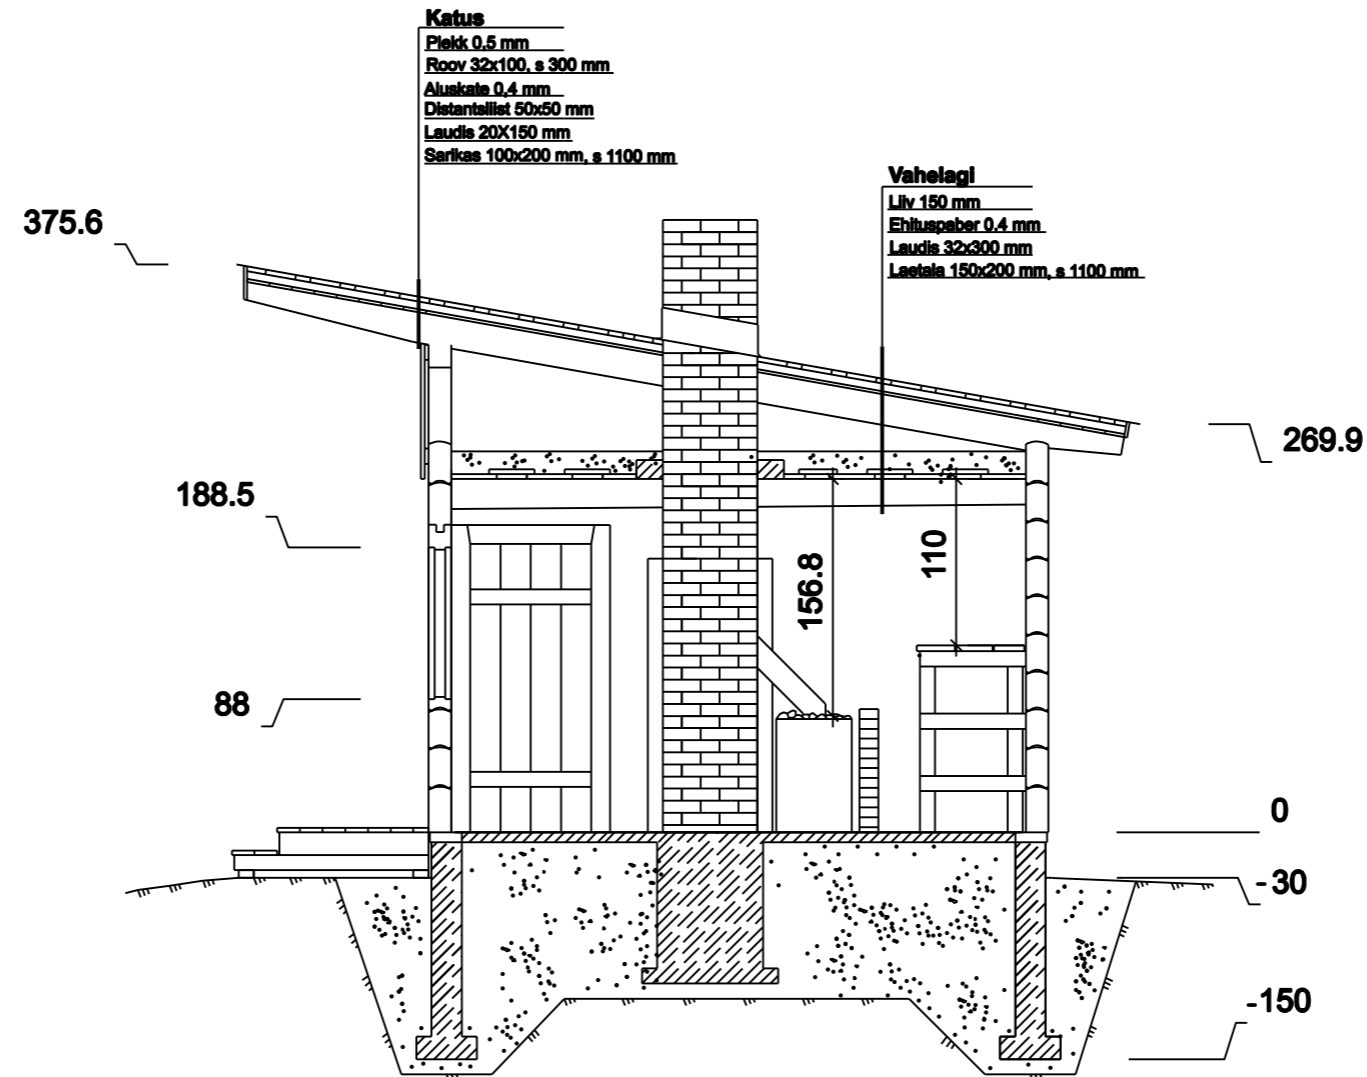 Katus
Plekk 0,5 mm
Roov 32x100, s 300 mm
Aluskate 0,4 mm
Distantsliist 50x50 mm
Laudis 20X150 mm
Sarikas 100x200 mm, s 1100 mm
Vahelagi
Liiv 150 mm
Ehituspaber 0.4 mm
Laudis 32x300 mm
Laetala 150x200 mm, s 1100 mm
375.6
269.9
188.5
156.8
110
88
0
-30
-150